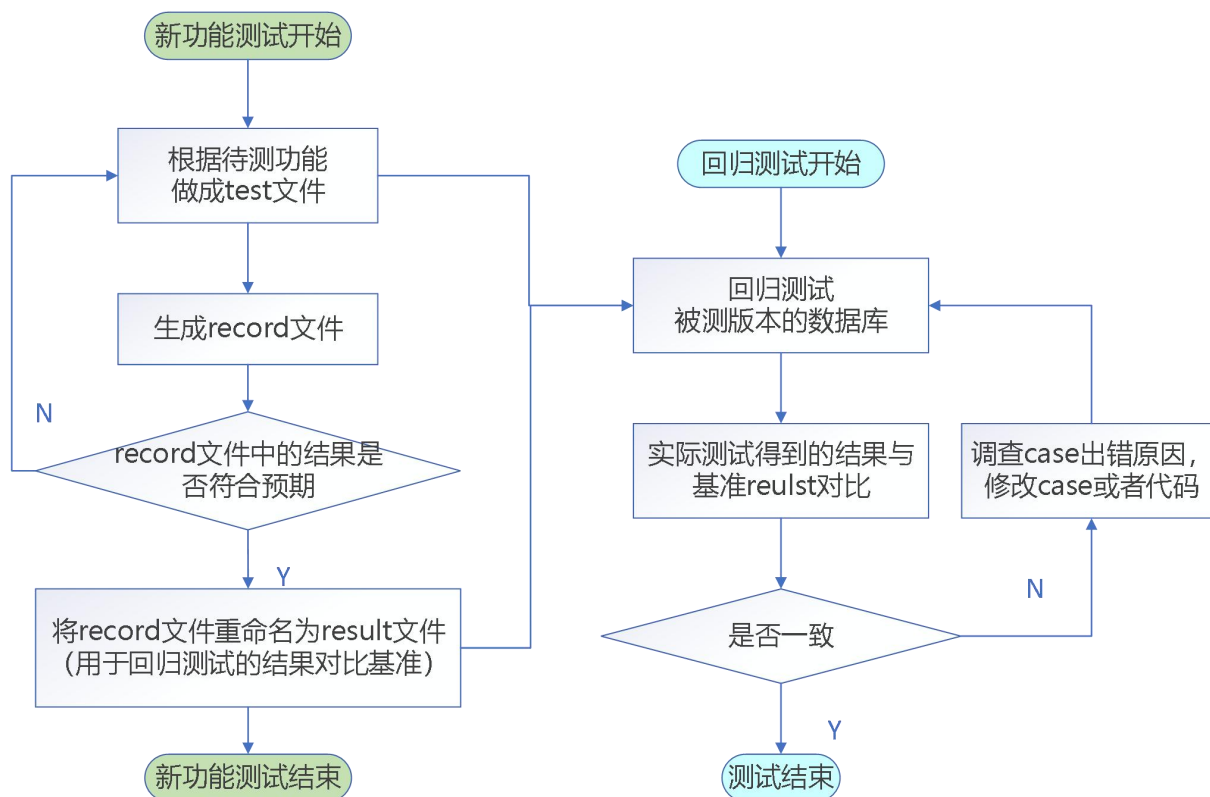 新功能测试开始
根据待测功能
做成test文件
生成record文件
N
record文件中的结果是
否符合预期
Y
将record文件重命名为result文件
（用于回归测试的结果对比基准）
新功能测试结束
回归测试开始
回归测试
被测版本的数据库
实际测试得到的结果与
基准reulst对比
调查case出错原因，
修改case或者代码
N
是否一致
Y
测试结束